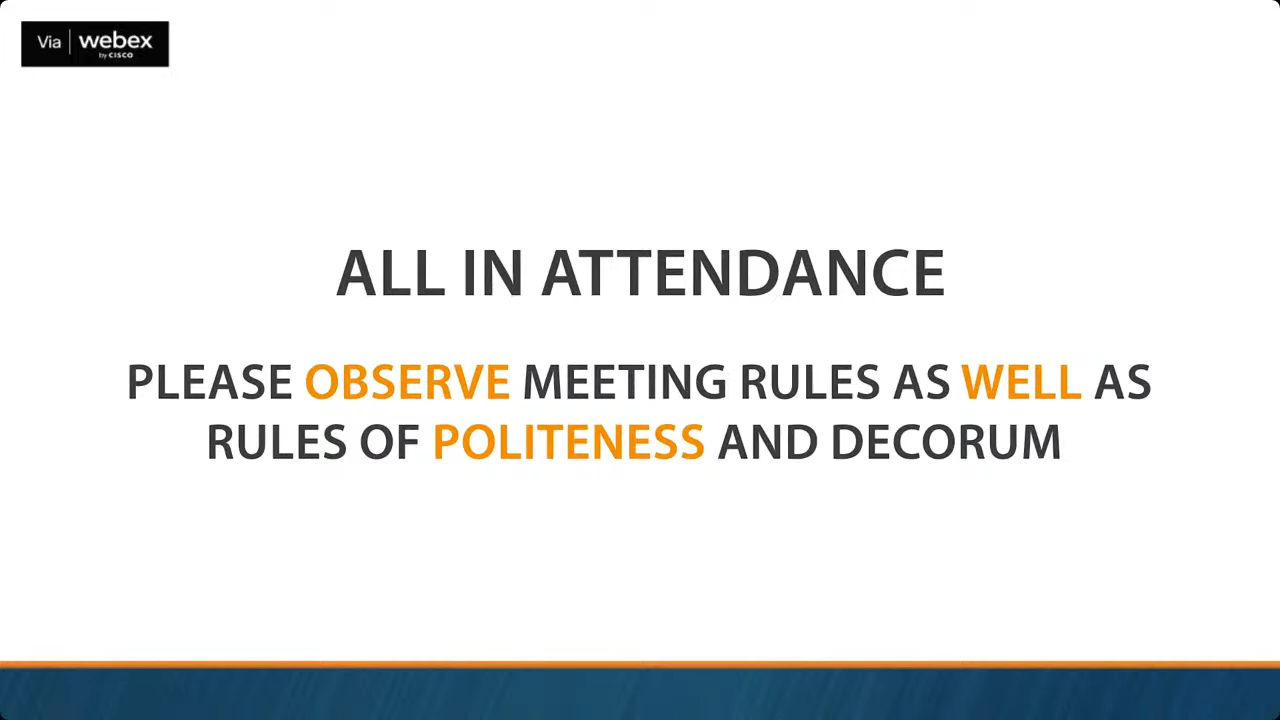 Via | webex
by CISCO
ALL IN ATTENDANCE
PLEASE OBSERVE MEETING RULES AS WELL AS
RULES OF POLITENESS AND DECORUM